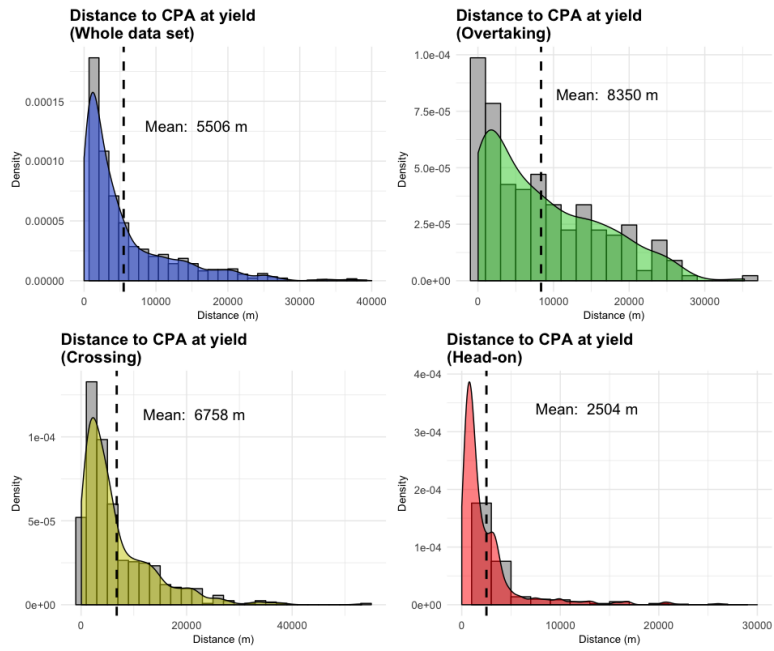 Distance to CPA at yield
(Whole data set)
Mean: 5506 m
Density
0.00015
0.00010
0.00005
0.00000
0
10000
20000
30000
40000
Distance (m)
Distance to CPA at yield
(Overtaking)
Mean: 8350 m
Density
1.0e-04
7.5e-05
5.0e-05
2.5e-05
0.0e+00
0
10000
20000
30000
Distance (m)
Distance to CPA at yield
(Crossing)
Mean: 6758 m
Density
1e-04
5e-05
0e+00
0
20000
40000
Distance (m)
Distance to CPA at yield
(Head-on)
Mean: 2504 m
Density
4e-04
3e-04
2e-04
1e-04
0e+00
0
10000
20000
30000
Distance (m)